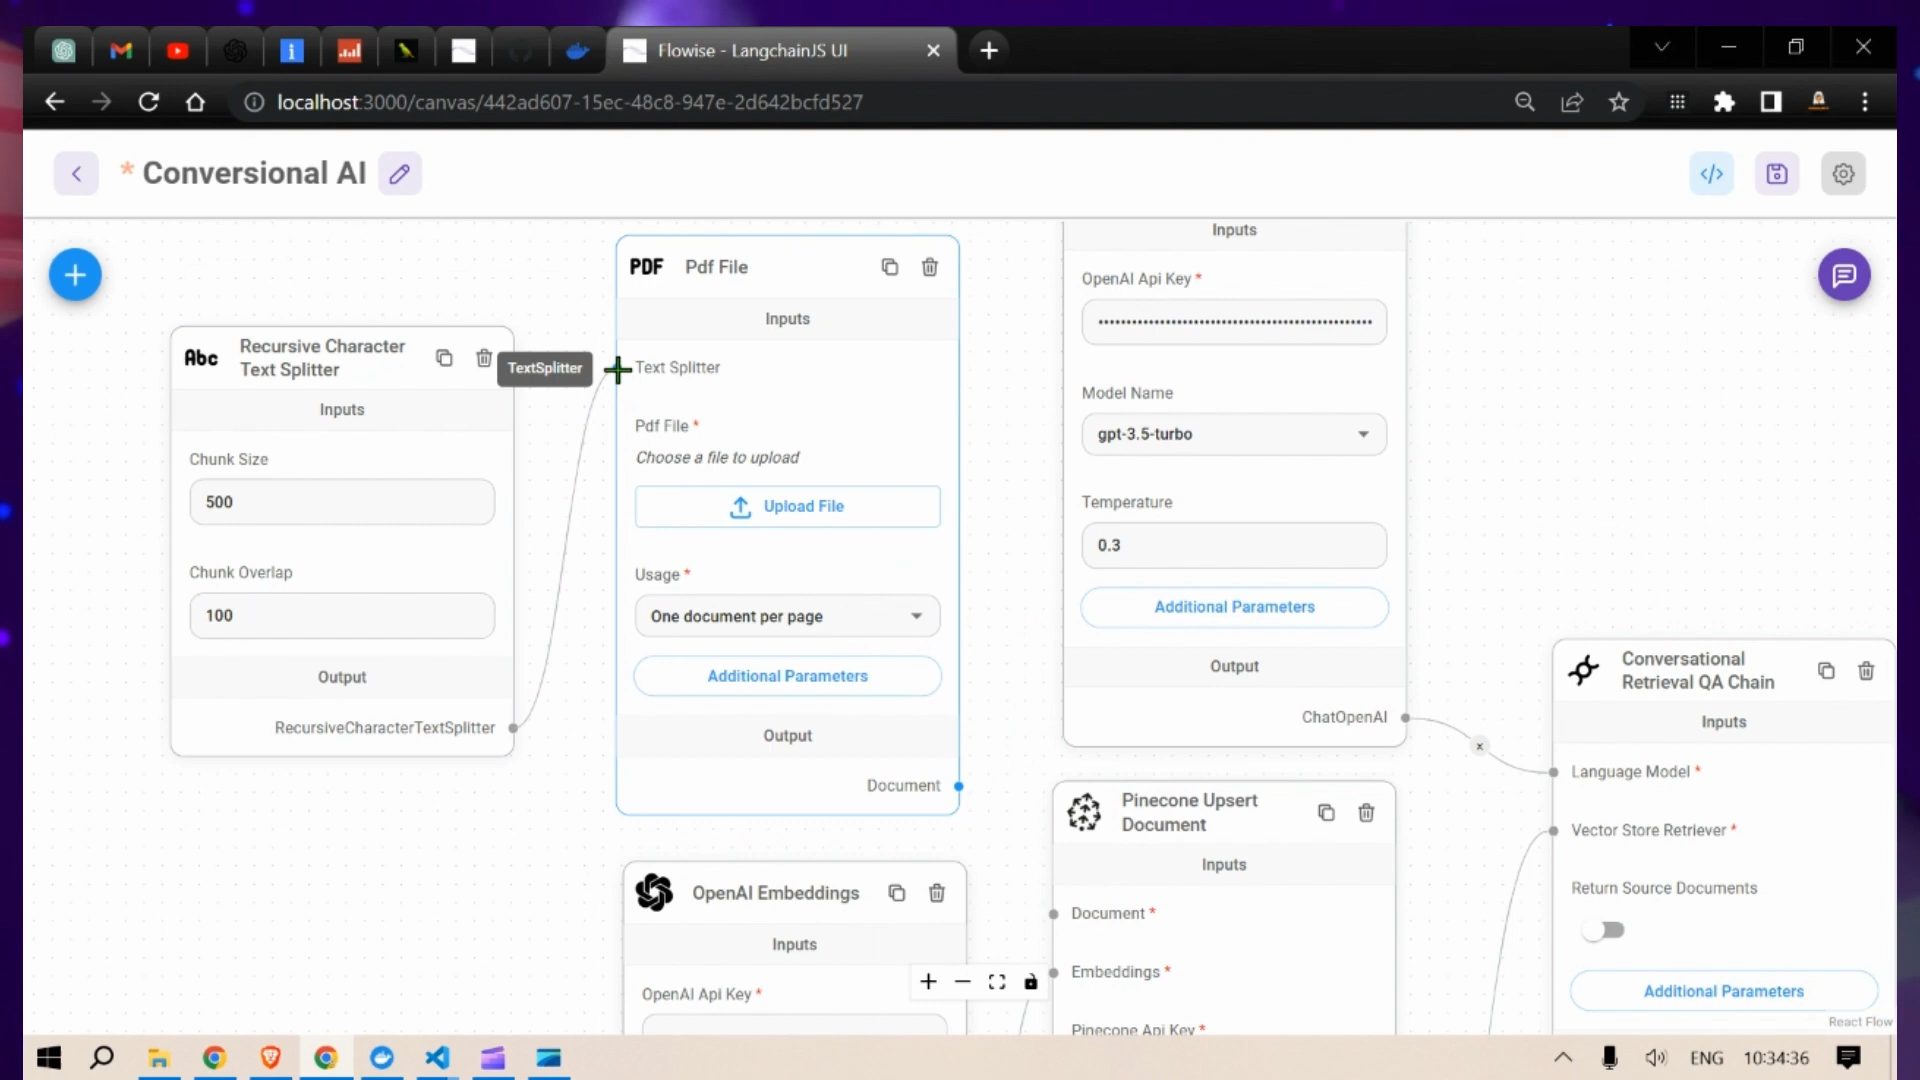 Flowise - LangchainJS UI
localhost:3000/canvas/442ad607-15ec-48c8-947e-2d642bcfd527
* Conversional AI
PDF Pdf File
Inputs
Text Splitter
Pdf File *
Choose a file to upload
Upload File
Usage *
One document per page
Additional Parameters
Output
Document
Abc
Recursive Character
Text Splitter
TextSplitter
Inputs
Chunk Size
500
Chunk Overlap
100
Output
RecursiveCharacterTextSplitter
Inputs
OpenAI Api Key *
••••••••••••••••••••••••••••••••••••••••••••••••••
Model Name
gpt-3.5-turbo
Temperature
0.3
Additional Parameters
Output
ChatOpenAI
x
Conversational
Retrieval QA Chain
Inputs
Language Model *
Vector Store Retriever *
Return Source Documents
Additional Parameters
React Flow
Pinecone Upsert
Document
Inputs
Document *
Embeddings *
Pinecone Api Key *
OpenAI Embeddings
Inputs
OpenAI Api Key *
ENG 10:34:36